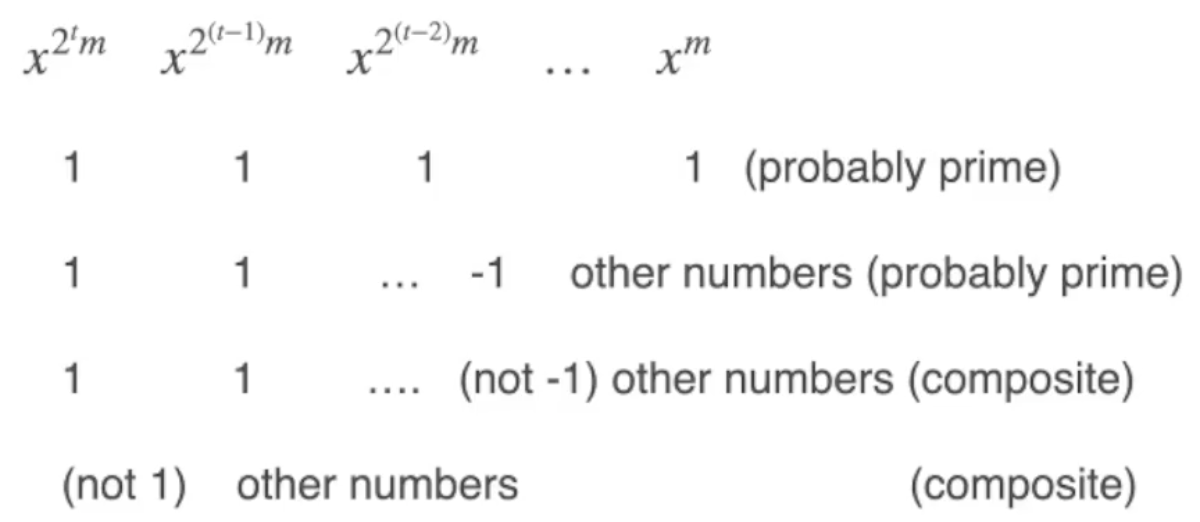 x^{2^t m} x^{2^{(t-1)} m} x^{2^{(t-2)} m} ... x^m
1 1 1 1 (probably prime)
1 1 ... -1 other numbers (probably prime)
1 1 .... (not -1) other numbers (composite)
(not 1) other numbers (composite)